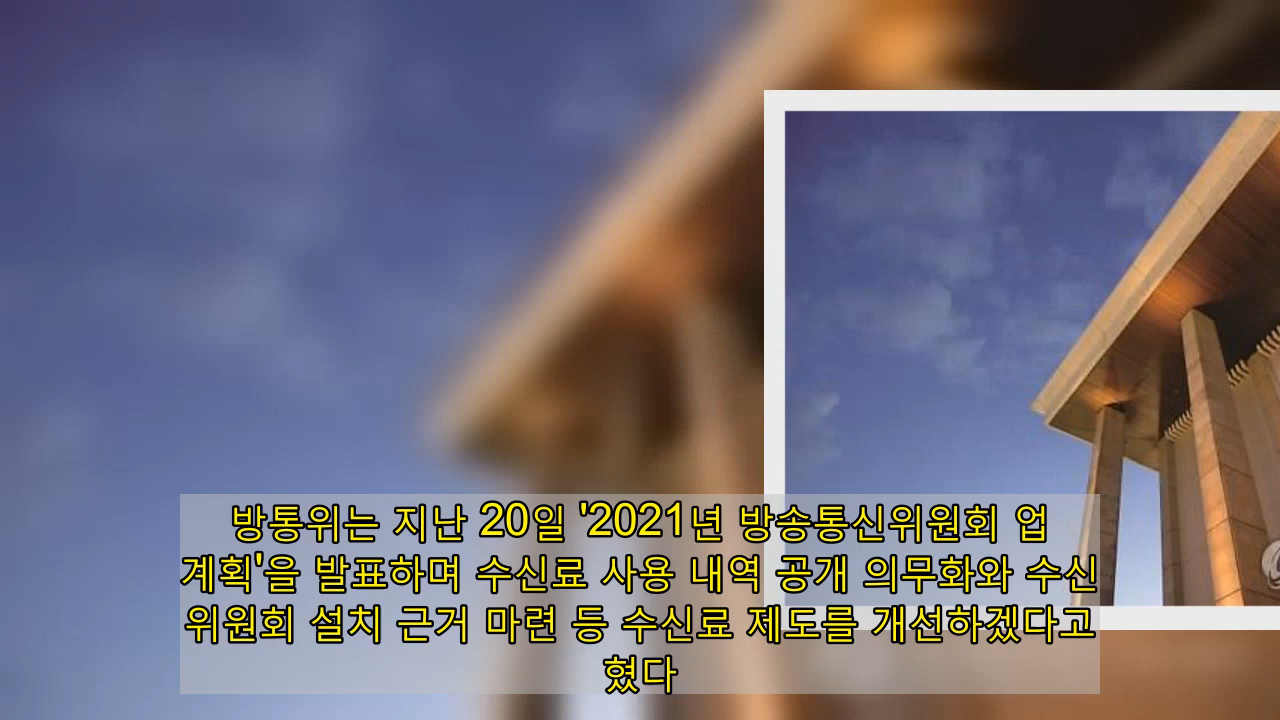 방통위는 지난 20일 '2021년 방송통신위원회 업
계획'을 발표하며 수신료 사용 내역 공개 의무화와 수신
위원회 설치 근거 마련 등 수신료 제도를 개선하겠다고
혔다